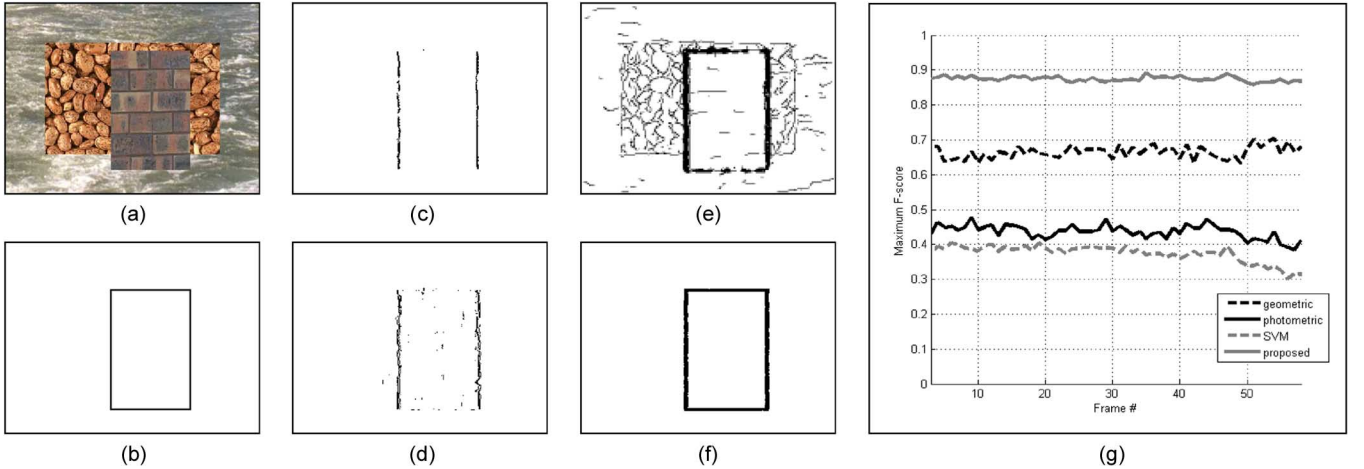 (a)
(c)
(e)
(b)
(d)
(f)
1
0.9
0.8
0.7
0.6
0.5
0.4
0.3
0.2
0.1
0
Maximum F-score
10
20
30
40
50
Frame #
geometric
photometric
SVM
proposed
(g)